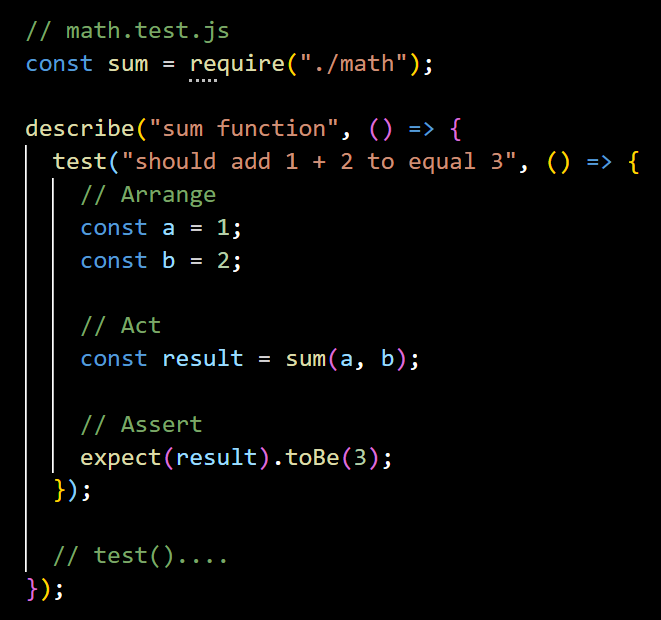 // math.test.js
const sum = require("./math");
describe("sum function", () => {
test("should add 1 + 2 to equal 3", () => {
// Arrange
const a = 1;
const b = 2;
// Act
const result = sum(a, b);
// Assert
expect(result).toBe(3);
});
// test()....
});